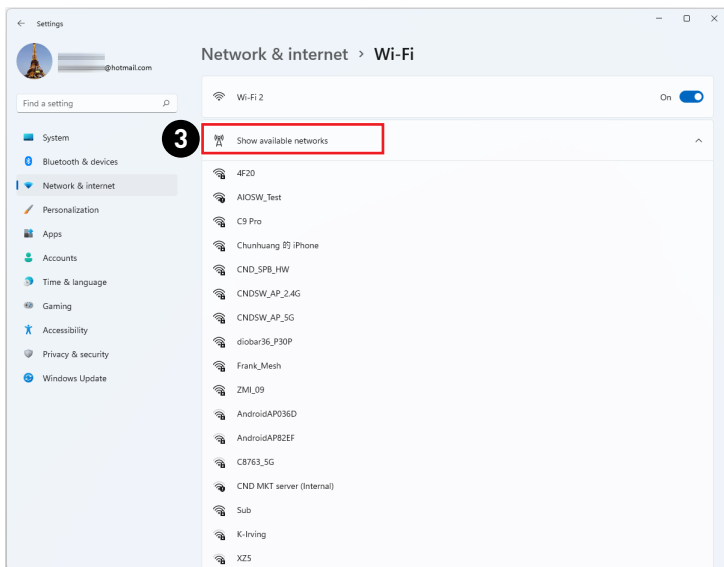 Settings
@hotmail.com
Find a setting
System
Bluetooth & devices
Network & internet
Personalization
Apps
Accounts
Time & language
Gaming
Accessibility
Privacy & security
Windows Update
Network & internet › Wi-Fi
Wi-Fi 2
On
3
Show available networks
4F20
AIOSW_Test
C9 Pro
Chunhuang 的 iPhone
CND_SPB_HW
CNDSW_AP_2.4G
CNDSW_AP_5G
diobar36_P30P
Frank_Mesh
ZMI_09
AndroidAP036D
AndroidAP82EF
C8763_5G
CND MKT server (Internal)
Sub
K-Irving
XZ5